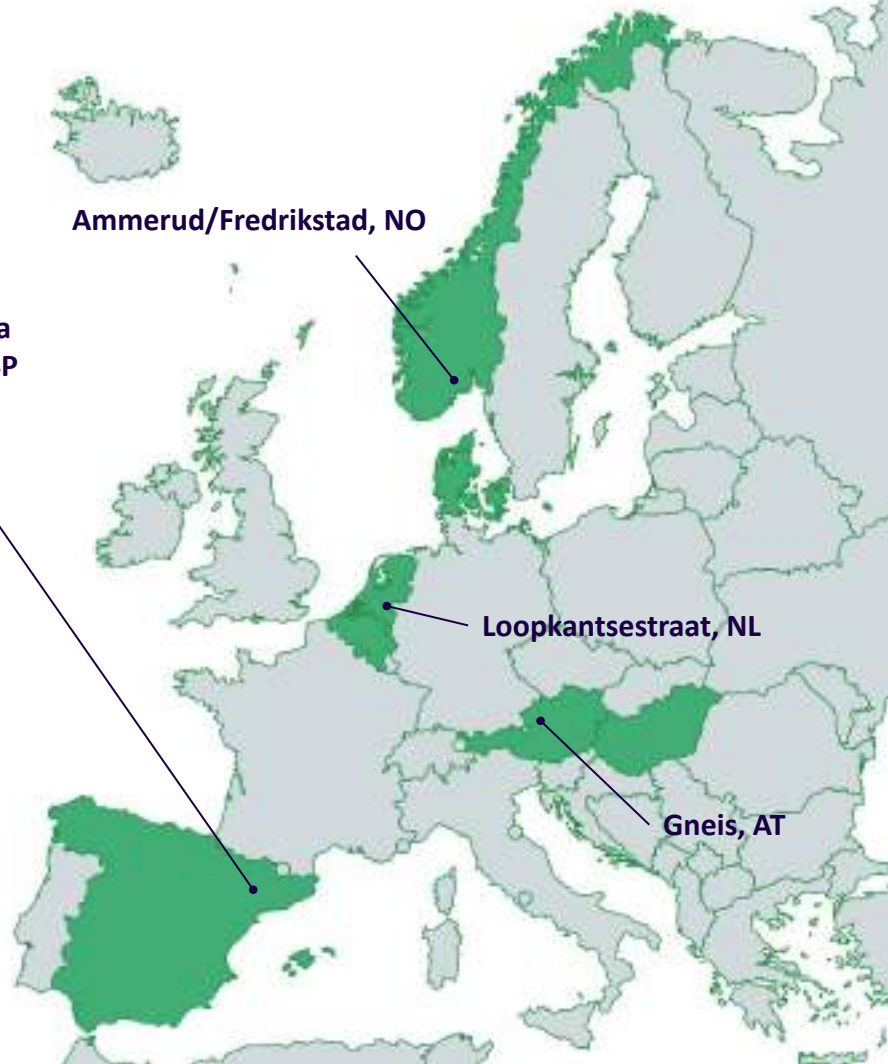 Ammerud/Fredrikstad, NO
Loopkantsestraat, NL
Gneis, AT